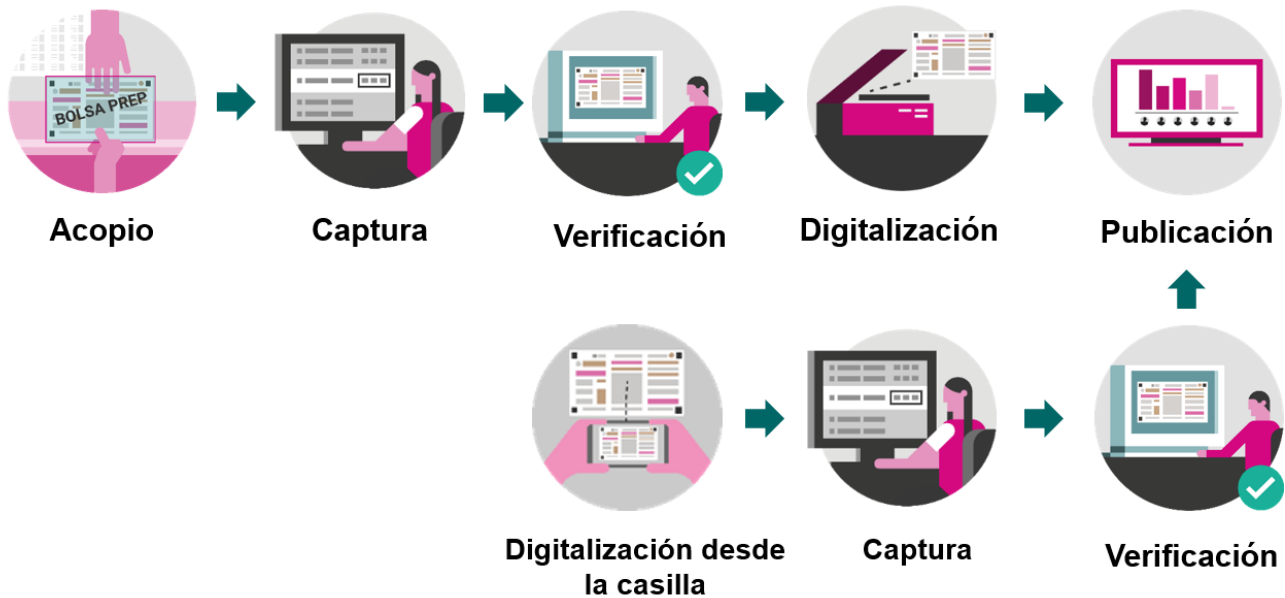 BOLSA PREP
Acopio
Captura
Verificación
Digitalización
Publicación
Digitalización desde
la casilla
Captura
Verificación